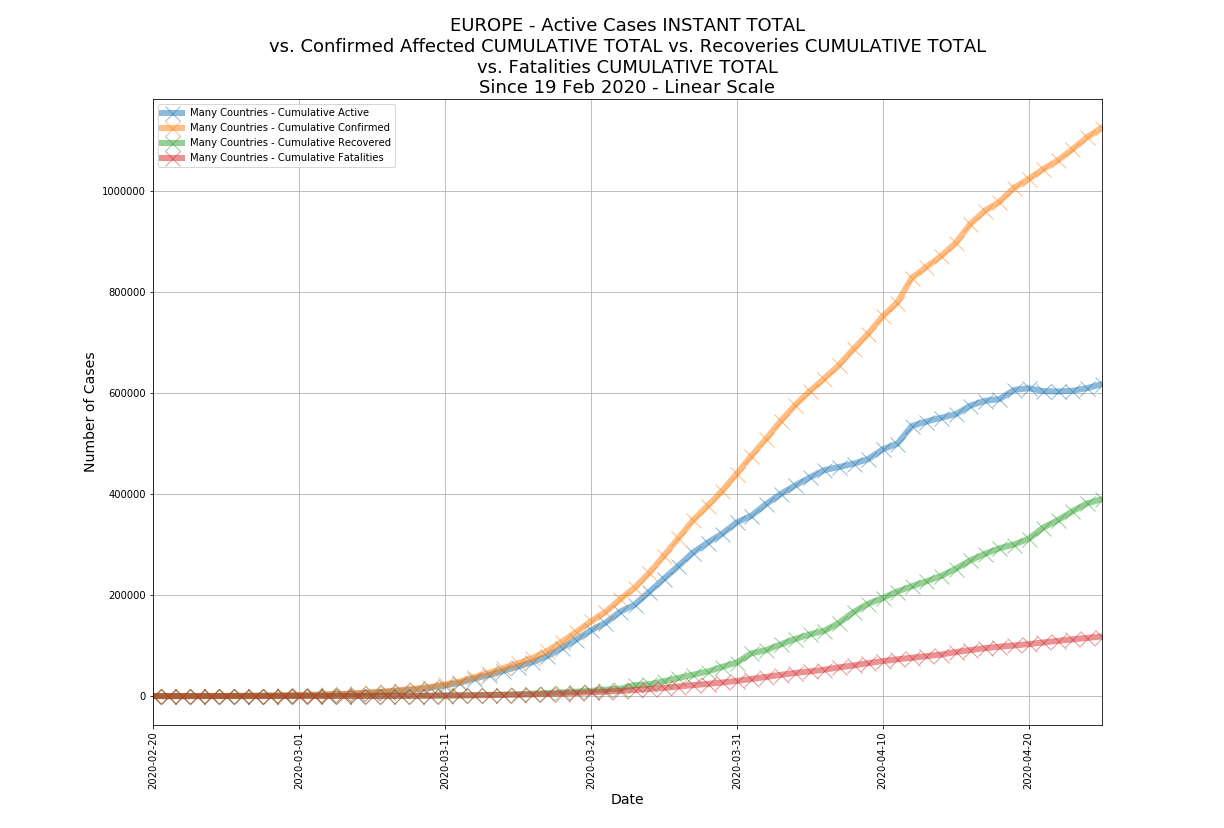 EUROPE - Active Cases INSTANT TOTAL
vs. Confirmed Affected CUMULATIVE TOTAL vs. Recoveries CUMULATIVE TOTAL
vs. Fatalities CUMULATIVE TOTAL
Since 19 Feb 2020 - Linear Scale
Many Countries - Cumulative Active
Many Countries - Cumulative Confirmed
Many Countries - Cumulative Recovered
Many Countries - Cumulative Fatalities
1000000
800000
600000
400000
200000
0
Number of Cases
2020-02-20
2020-03-01
2020-03-11
2020-03-21
2020-03-31
2020-04-10
2020-04-20
Date